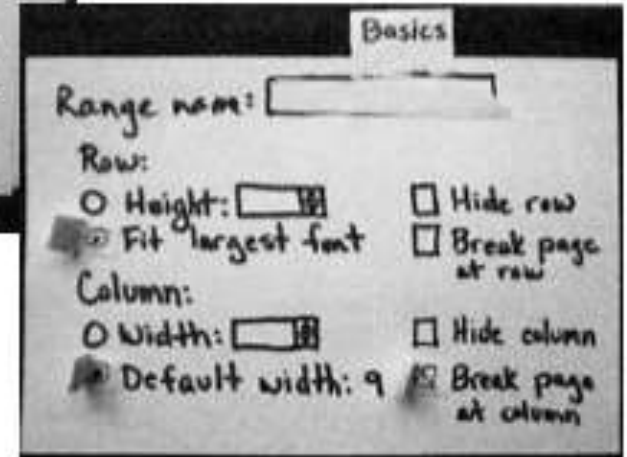 Basics
Range name:
Row:
Height:
Hide row
Fit largest font
Break page
at row
Column:
Width:
Hide column
Default width: 9
Break page
at column